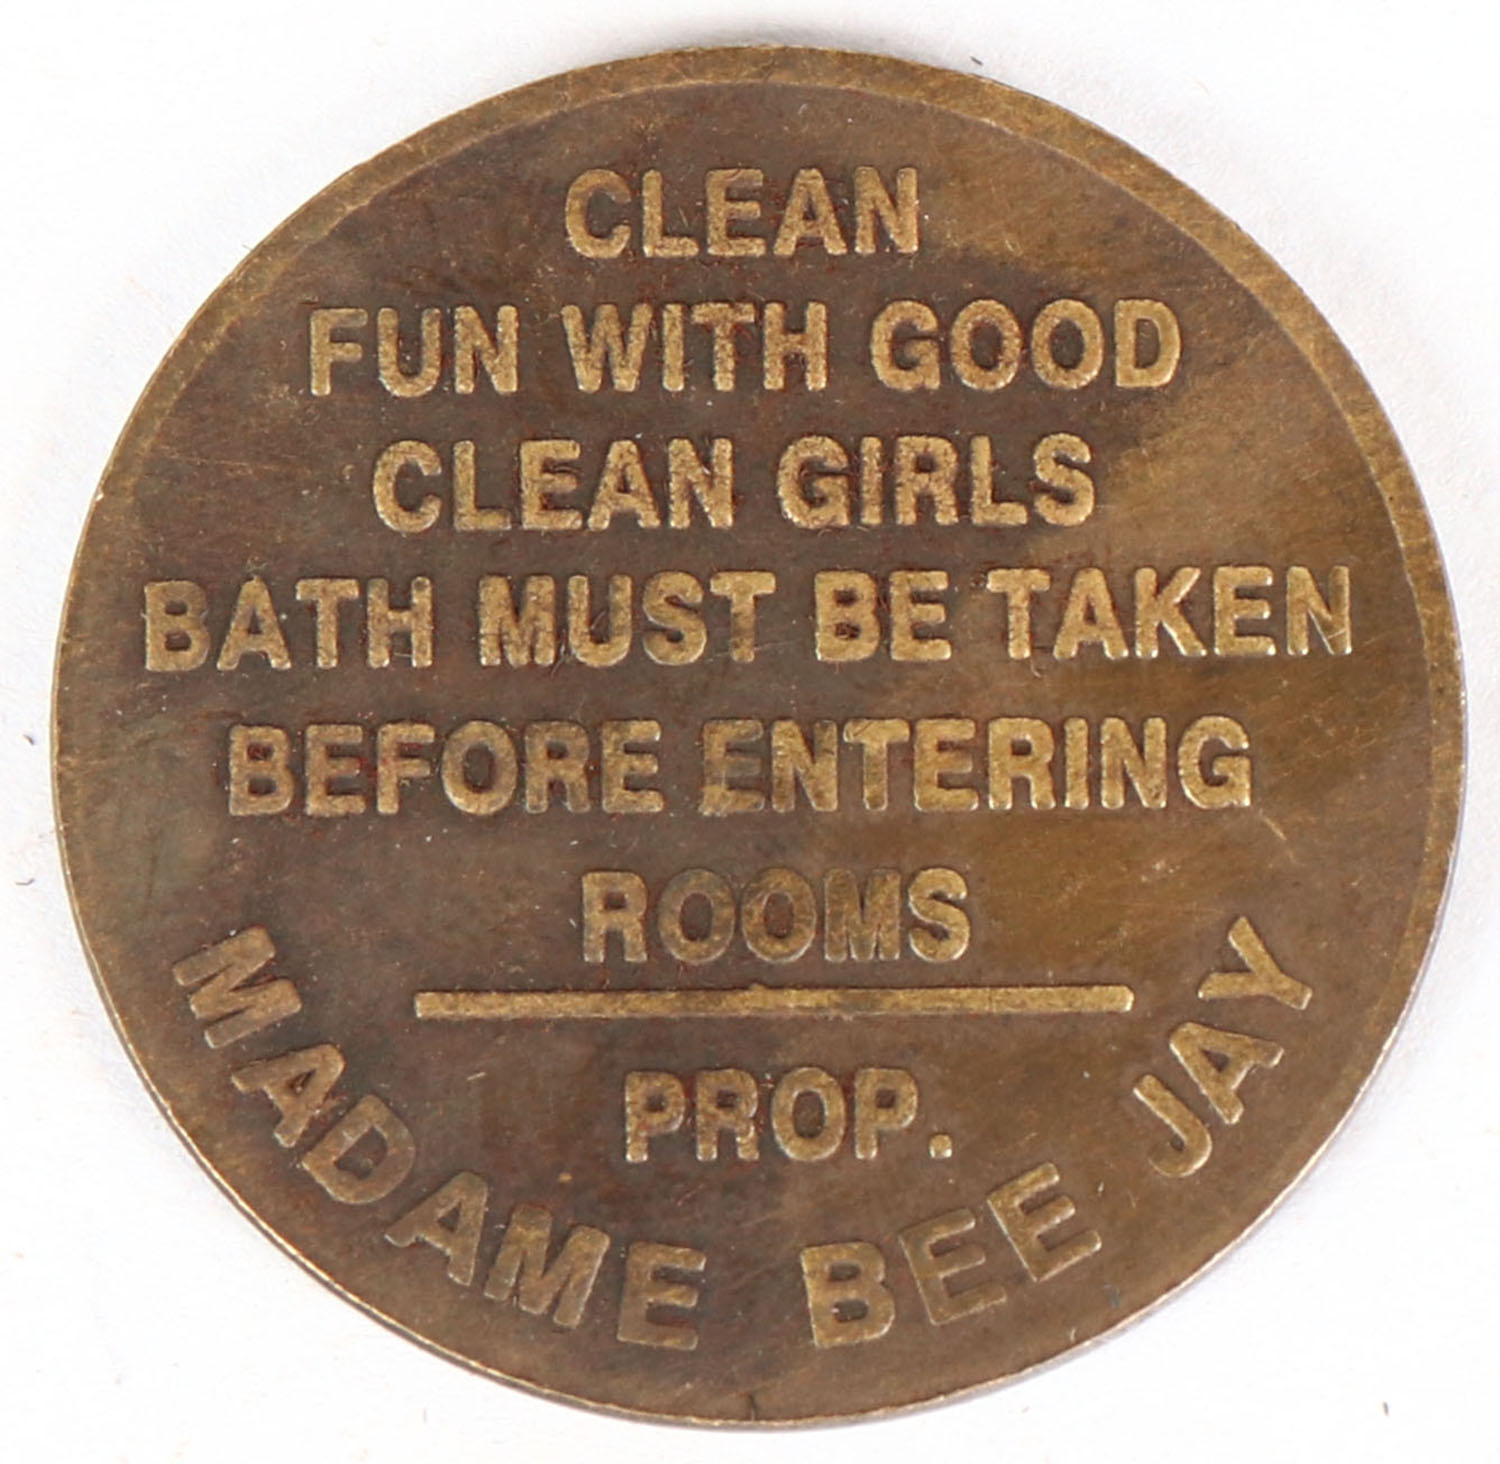 CLEAN
FUN WITH GOOD
CLEAN GIRLS
BATH MUST BE TAKEN
BEFORE ENTERING
ROOMS
PROP.
MADAME BEE JAY